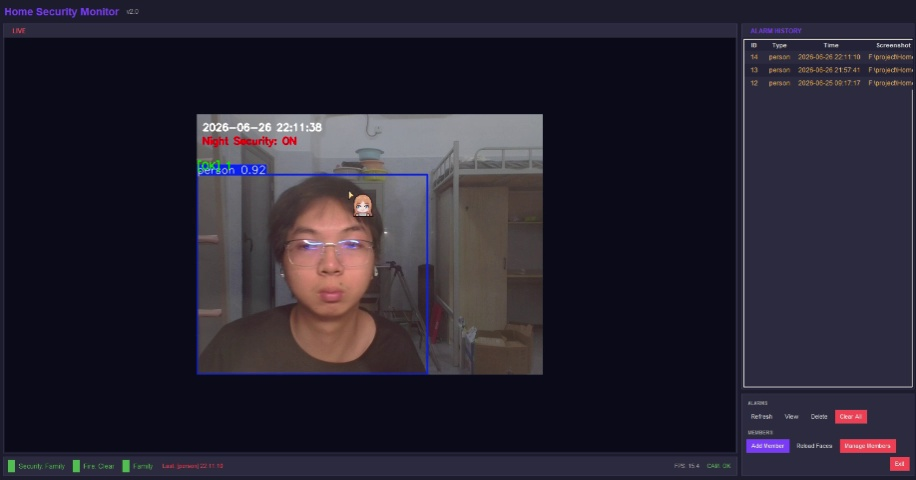 Home Security Monitor v2.0
LIVE
2026-06-26 22:11:38
Night Security: ON
person 0.92
ALARM HISTORY
ID Type Time Screenshot
14 person 2026-06-26 22:11:19 F:\project\Hom
13 person 2026-06-26 21:57:41 F:\project\Hom
12 person 2026-06-25 09:17:17 F:\project\Hom
ALARMS
Refresh View Delete Clear All
MEMBERS
Add Member Reload Faces Manage Members
Exit
Security: Family Fire: Clear Family Last: [person] 22:11:19 FPS: 15.4 CAM: OK